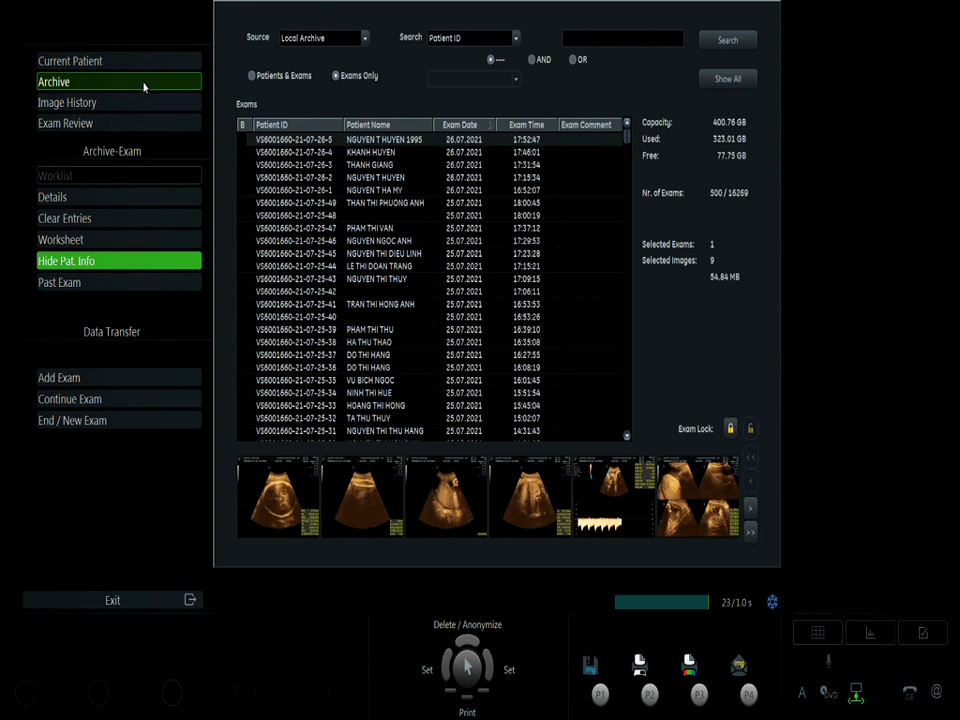 Source Local Archive Search Patient ID Search
--- AND OR
Patients & Exams Exams Only Show All
Current Patient
Archive
Image History
Exam Review
Archive-Exam
Worklist
Details
Clear Entries
Worksheet
Hide Pat. Info
Past Exam
Data Transfer
Add Exam
Continue Exam
End / New Exam
Exit
Exams
B Patient ID Patient Name Exam Date Exam Time Exam Comment
VS6001660-21-07-26-5 NGUYEN T HUYEN 1995 26.07.2021 17:52:47
VS6001660-21-07-26-4 KHANH HUYEN 26.07.2021 17:46:01
VS6001660-21-07-26-3 THANH GIANG 26.07.2021 17:31:51
VS6001660-21-07-26-2 NGUYEN T HUYEN 26.07.2021 17:15:34
VS6001660-21-07-26-1 NGUYEN T HA MY 26.07.2021 16:52:07
VS6001660-21-07-25-49 THAN THI PHUONG ANH 25.07.2021 18:00:45
VS6001660-21-07-25-48 25.07.2021 18:00:19
VS6001660-21-07-25-47 PHAM THI VAN 25.07.2021 17:37:12
VS6001660-21-07-25-46 NGUYEN NGOC ANH 25.07.2021 17:29:53
VS6001660-21-07-25-45 NGUYEN THI DIEU LINH 25.07.2021 17:23:28
VS6001660-21-07-25-44 LE THI DOAN TRANG 25.07.2021 17:15:21
VS6001660-21-07-25-43 NGUYEN THI THUY 25.07.2021 17:09:15
VS6001660-21-07-25-42 25.07.2021 17:06:11
VS6001660-21-07-25-41 TRAN THI HONG ANH 25.07.2021 16:53:53
VS6001660-21-07-25-40 25.07.2021 16:53:26
VS6001660-21-07-25-39 PHAM THI THU 25.07.2021 16:39:10
VS6001660-21-07-25-38 HA THU THAO 25.07.2021 16:35:08
VS6001660-21-07-25-37 DO THI HANG 25.07.2021 16:27:55
VS6001660-21-07-25-36 DO THI HANG 25.07.2021 16:08:19
VS6001660-21-07-25-35 VU BICH NGOC 25.07.2021 16:01:45
VS6001660-21-07-25-34 NINH THI HUE 25.07.2021 15:51:54
VS6001660-21-07-25-33 HOANG THI HONG 25.07.2021 15:45:04
VS6001660-21-07-25-32 TA THU THUY 25.07.2021 15:02:07
VS6001660-21-07-25-31 NGUYEN THI THU HANG 25.07.2021 14:31:43
Capacity: 400.76 GB
Used: 323.01 GB
Free: 77.75 GB
Nr. of Exams: 500 / 16269
Selected Exams: 1
Selected Images: 9
54.84 MB
Exam Lock:
<<
<
>
>>
23/1.0 s
Delete / Anonymize
Set Set
Print
P1 P2 P3 P4
A DVD @